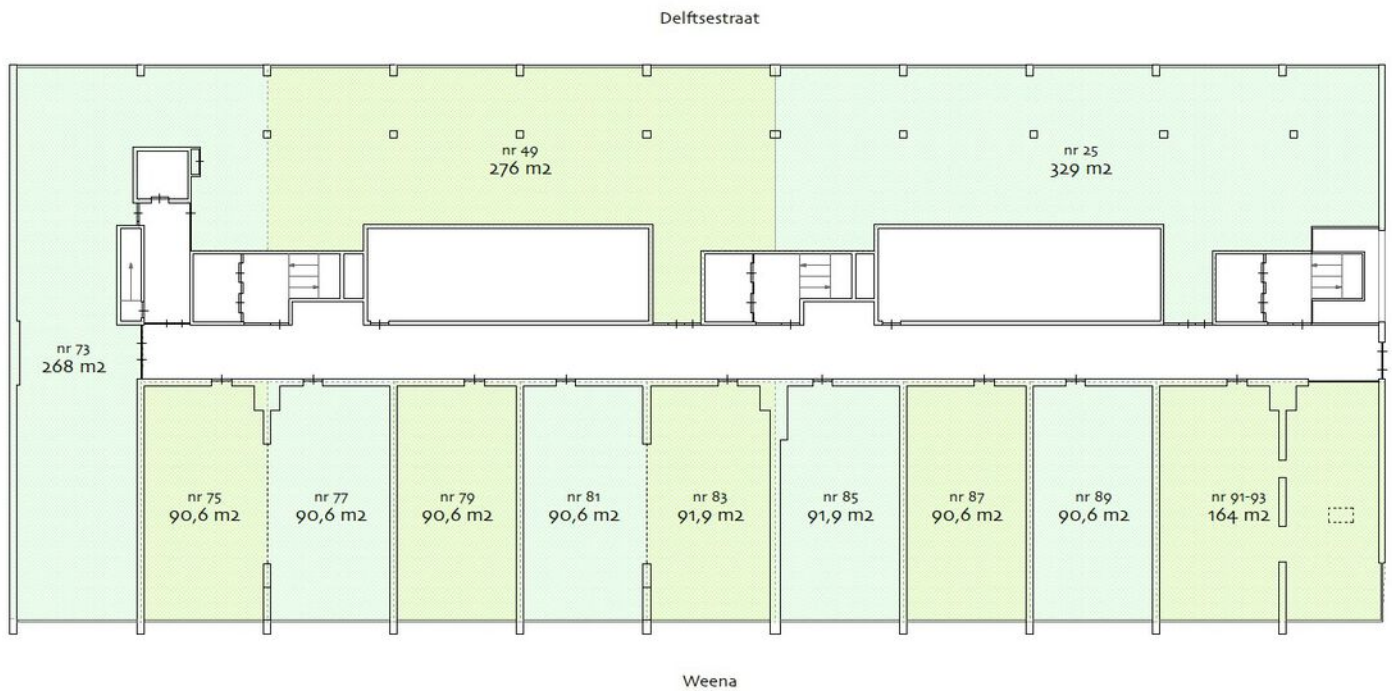 Delftsestraat
nr 49
276 m2
nr 25
329 m2
nr 73
268 m2
nr 75
90,6 m2
nr 77
90,6 m2
nr 79
90,6 m2
nr 81
90,6 m2
nr 83
91,9 m2
nr 85
91,9 m2
nr 87
90,6 m2
nr 89
90,6 m2
nr 91-93
164 m2
Weena